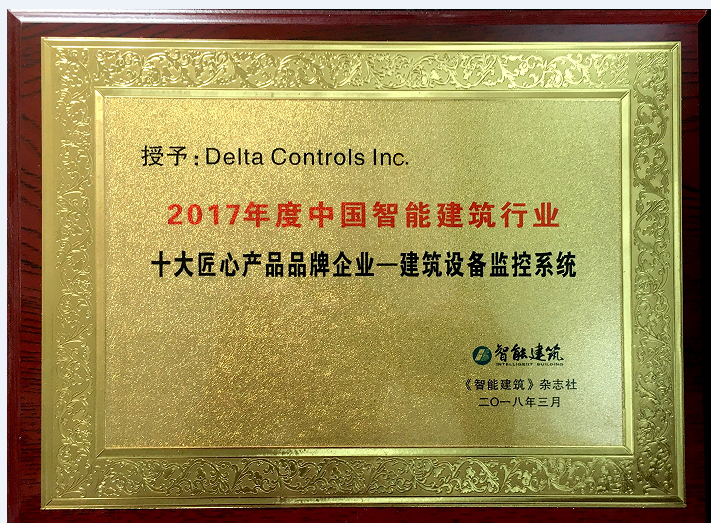 授予：Delta Controls Inc.
2017年度中国智能建筑行业
十大匠心产品品牌企业—建筑设备监控系统
智能建筑
INTELLIGENT BUILDING
《智能建筑》杂志社
二〇一八年三月